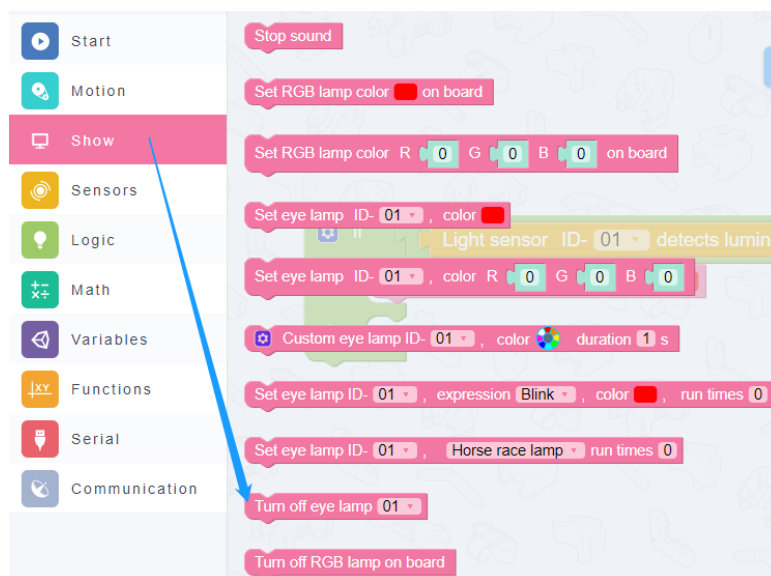 Start
Motion
Show
Sensors
Logic
Math
Variables
Functions
Serial
Communication
Stop sound
Set RGB lamp color on board
Set RGB lamp color R 0 G 0 B 0 on board
Set eye lamp ID- 01 , color
if Light sensor ID- 01 detects lumin
Set eye lamp ID- 01 , color R 0 G 0 B 0
Custom eye lamp ID- 01 , color duration 1 s
Set eye lamp ID- 01 , expression Blink , color , run times 0
Set eye lamp ID- 01 , Horse race lamp run times 0
Turn off eye lamp 01
Turn off RGB lamp on board